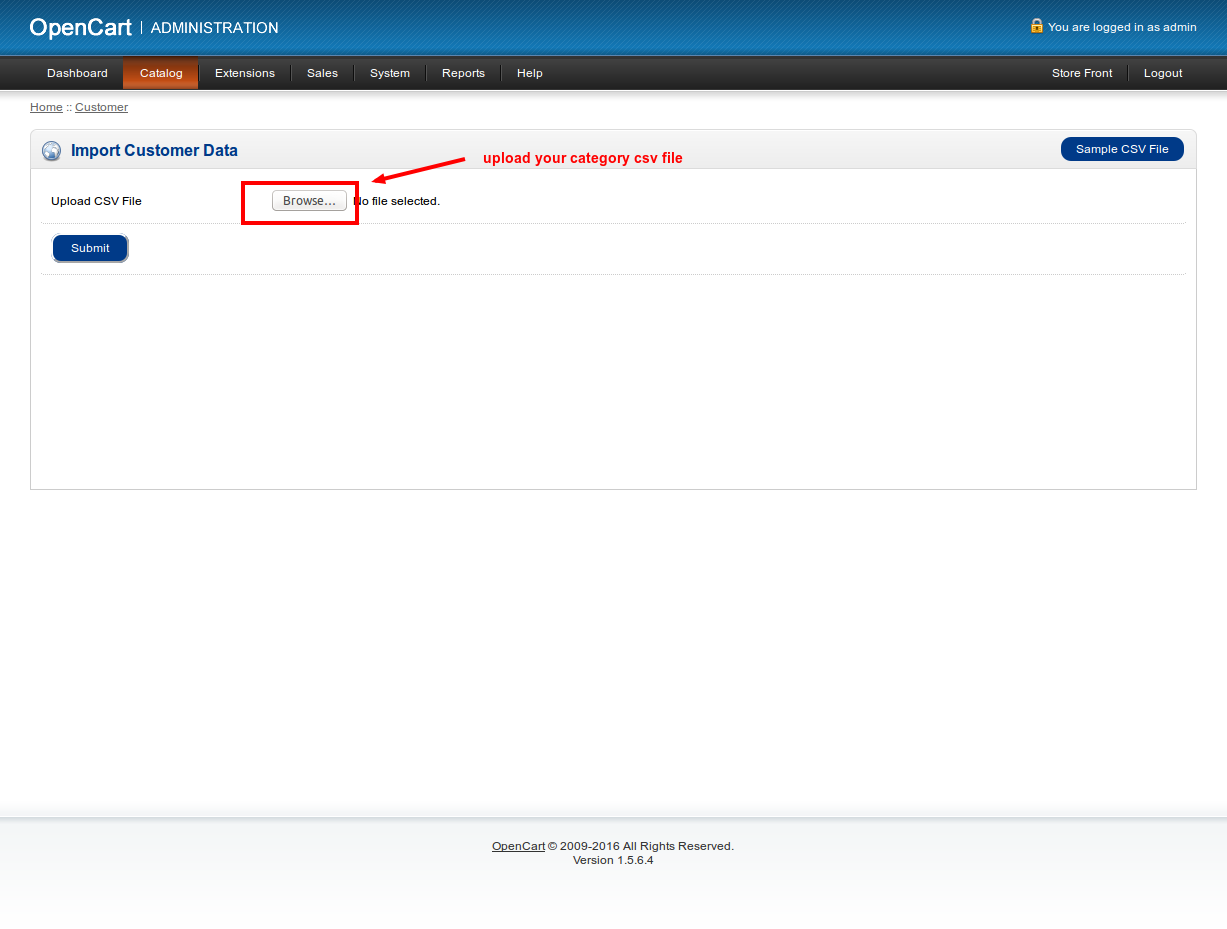 OpenCart | ADMINISTRATION
You are logged in as admin
Dashboard Catalog Extensions Sales System Reports Help Store Front Logout
Home :: Customer
Import Customer Data
Sample CSV File
upload your category csv file
Upload CSV File Browse... No file selected.
Submit
OpenCart © 2009-2016 All Rights Reserved.
Version 1.5.6.4